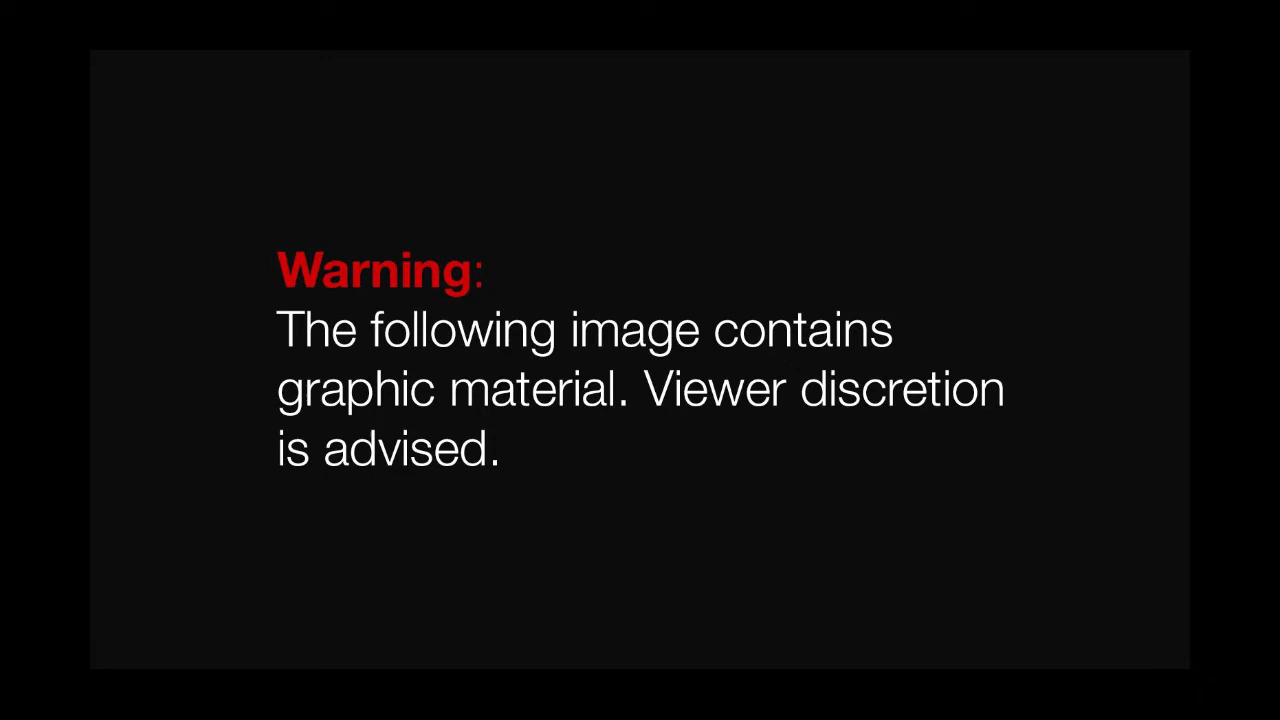 Warning:
The following image contains
graphic material. Viewer discretion
is advised.